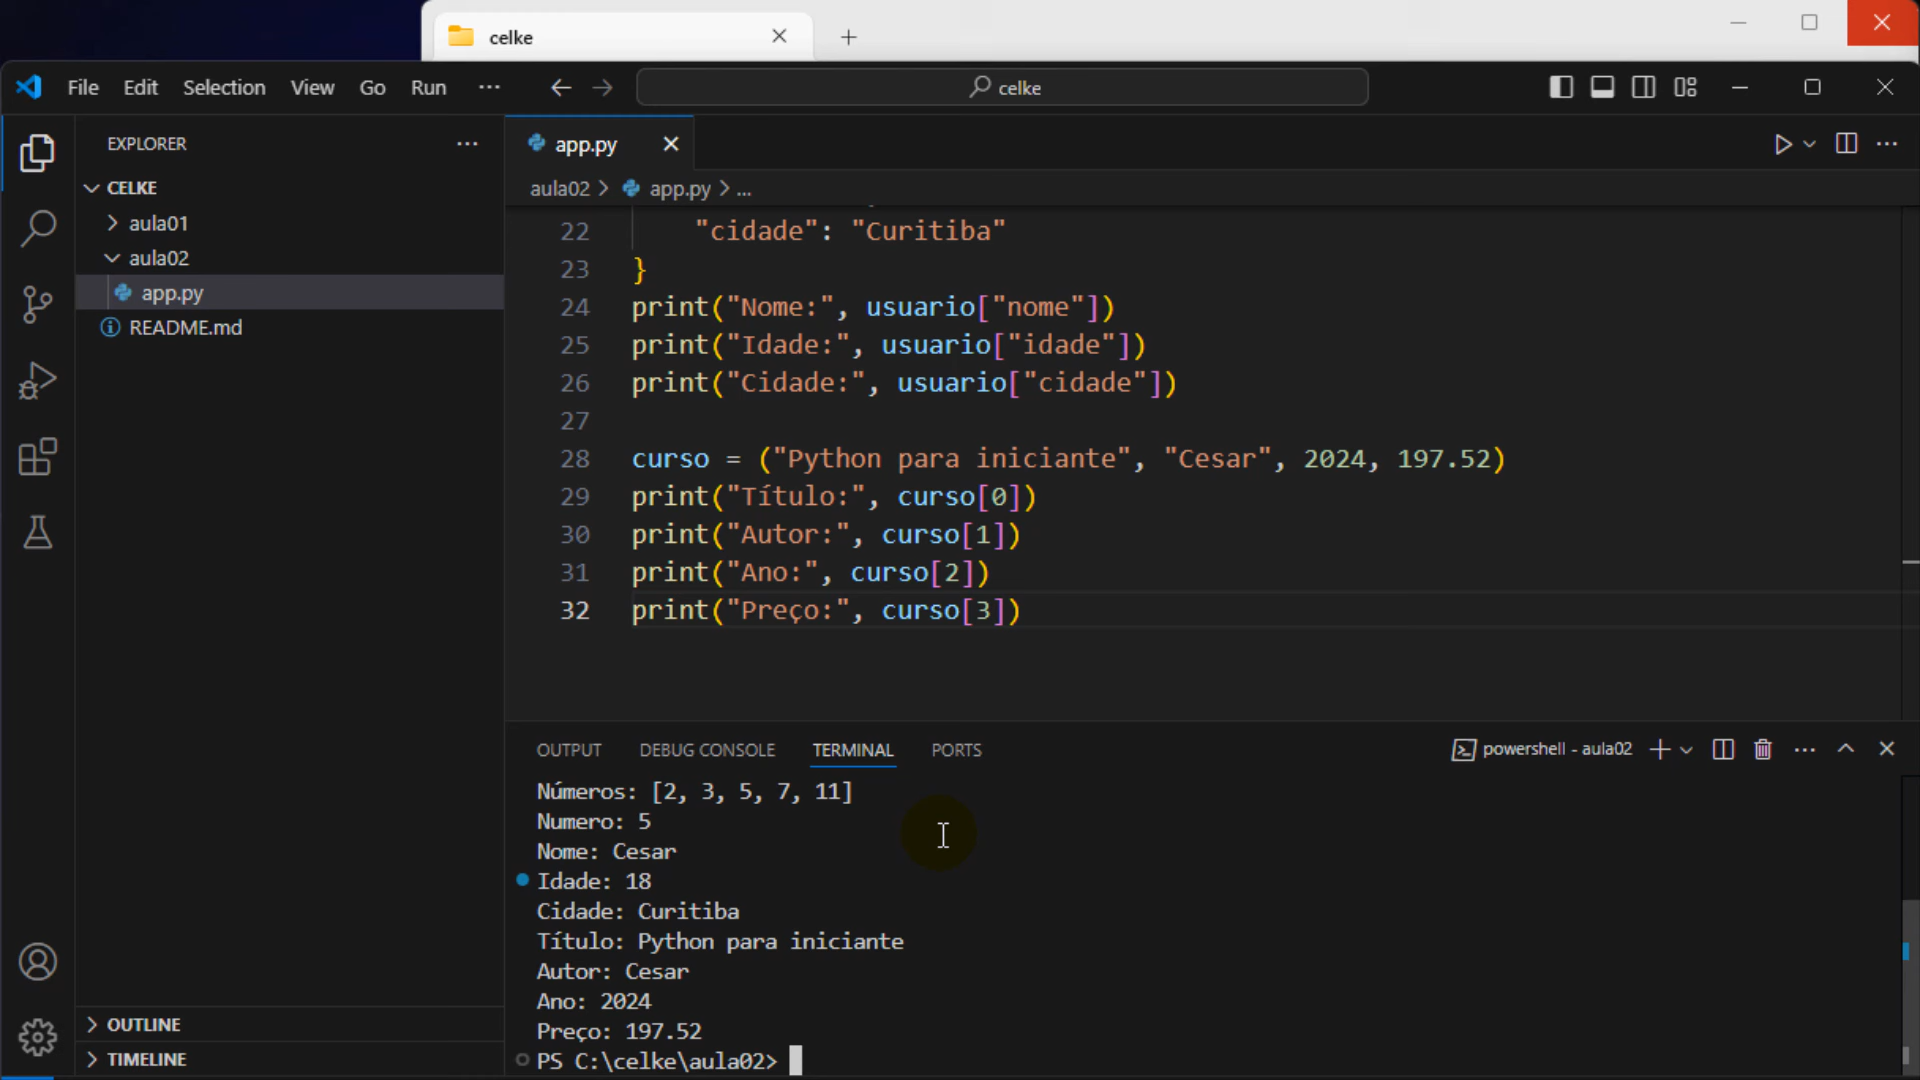 celke
File Edit Selection View Go Run ... celke
EXPLORER ...
app.py
CELKE
aula02 > app.py > ...
aula01
aula02
app.py
README.md
22 "cidade": "Curitiba"
23 }
24 print("Nome:", usuario["nome"])
25 print("Idade:", usuario["idade"])
26 print("Cidade:", usuario["cidade"])
27
28 curso = ("Python para iniciante", "Cesar", 2024, 197.52)
29 print("Título:", curso[0])
30 print("Autor:", curso[1])
31 print("Ano:", curso[2])
32 print("Preço:", curso[3])
OUTPUT DEBUG CONSOLE TERMINAL PORTS powershell - aula02
Números: [2, 3, 5, 7, 11]
Numero: 5
Nome: Cesar
Idade: 18
Cidade: Curitiba
Título: Python para iniciante
Autor: Cesar
Ano: 2024
Preço: 197.52
PS C:\celke\aula02>
OUTLINE
TIMELINE